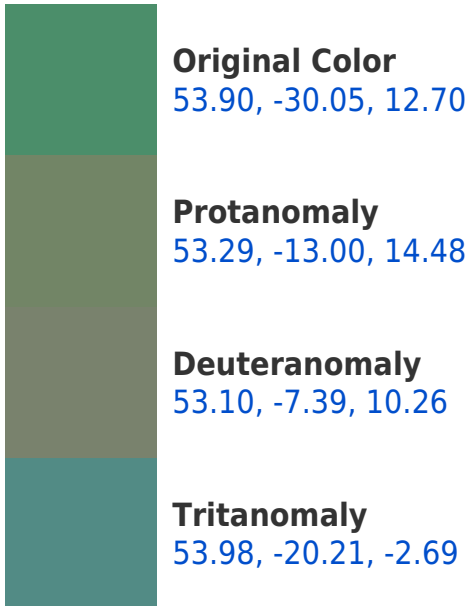 Original Color
53.90, -30.05, 12.70
Protanomaly
53.29, -13.00, 14.48
Deuteranomaly
53.10, -7.39, 10.26
Tritanomaly
53.98, -20.21, -2.69